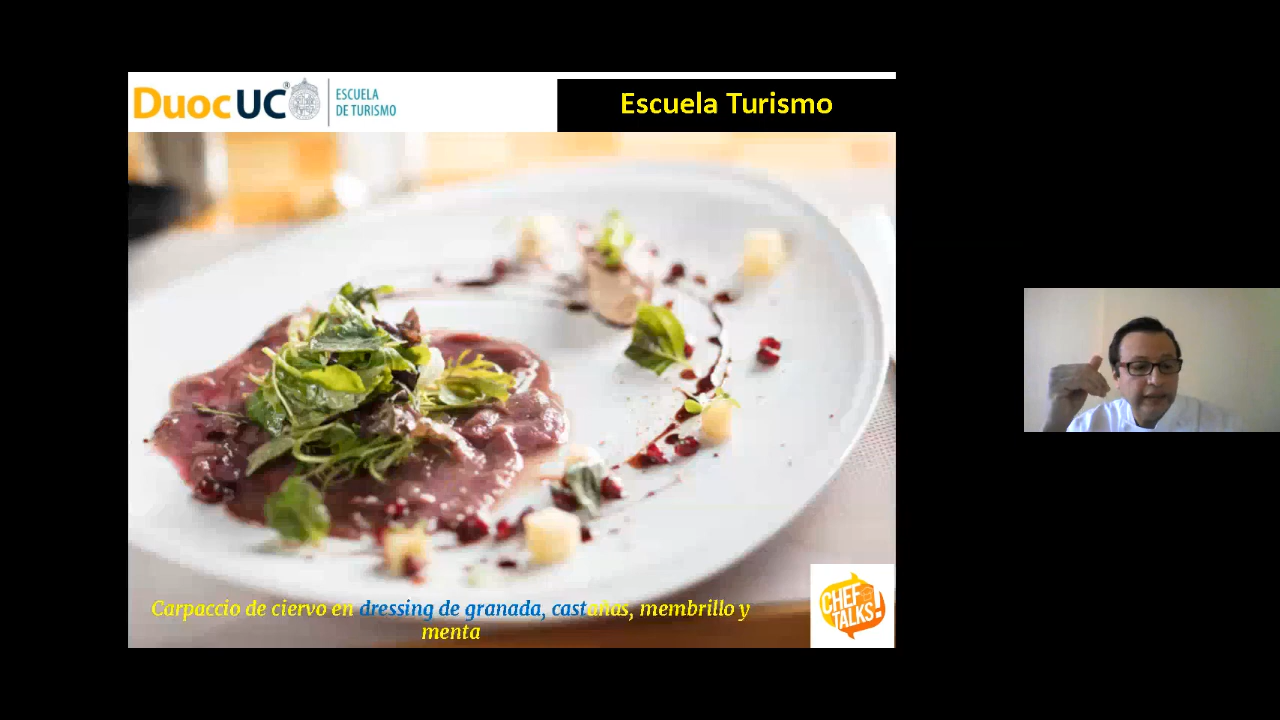 DuocUC® ESCUELA
DE TURISMO
Escuela Turismo
Carpaccio de ciervo en dressing de granada, castañas, membrillo y
menta
CHEF
TALKS!